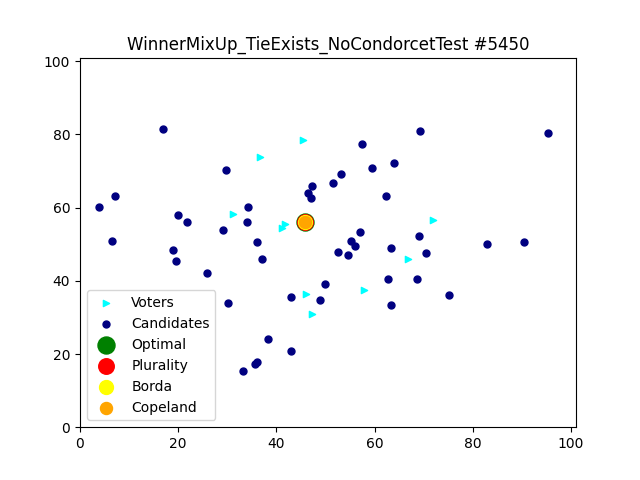 WinnerMixUp_TieExists_NoCondorcetTest #5450
100
80
60
40
20
0
0 20 40 60 80 100
Voters
Candidates
Optimal
Plurality
Borda
Copeland